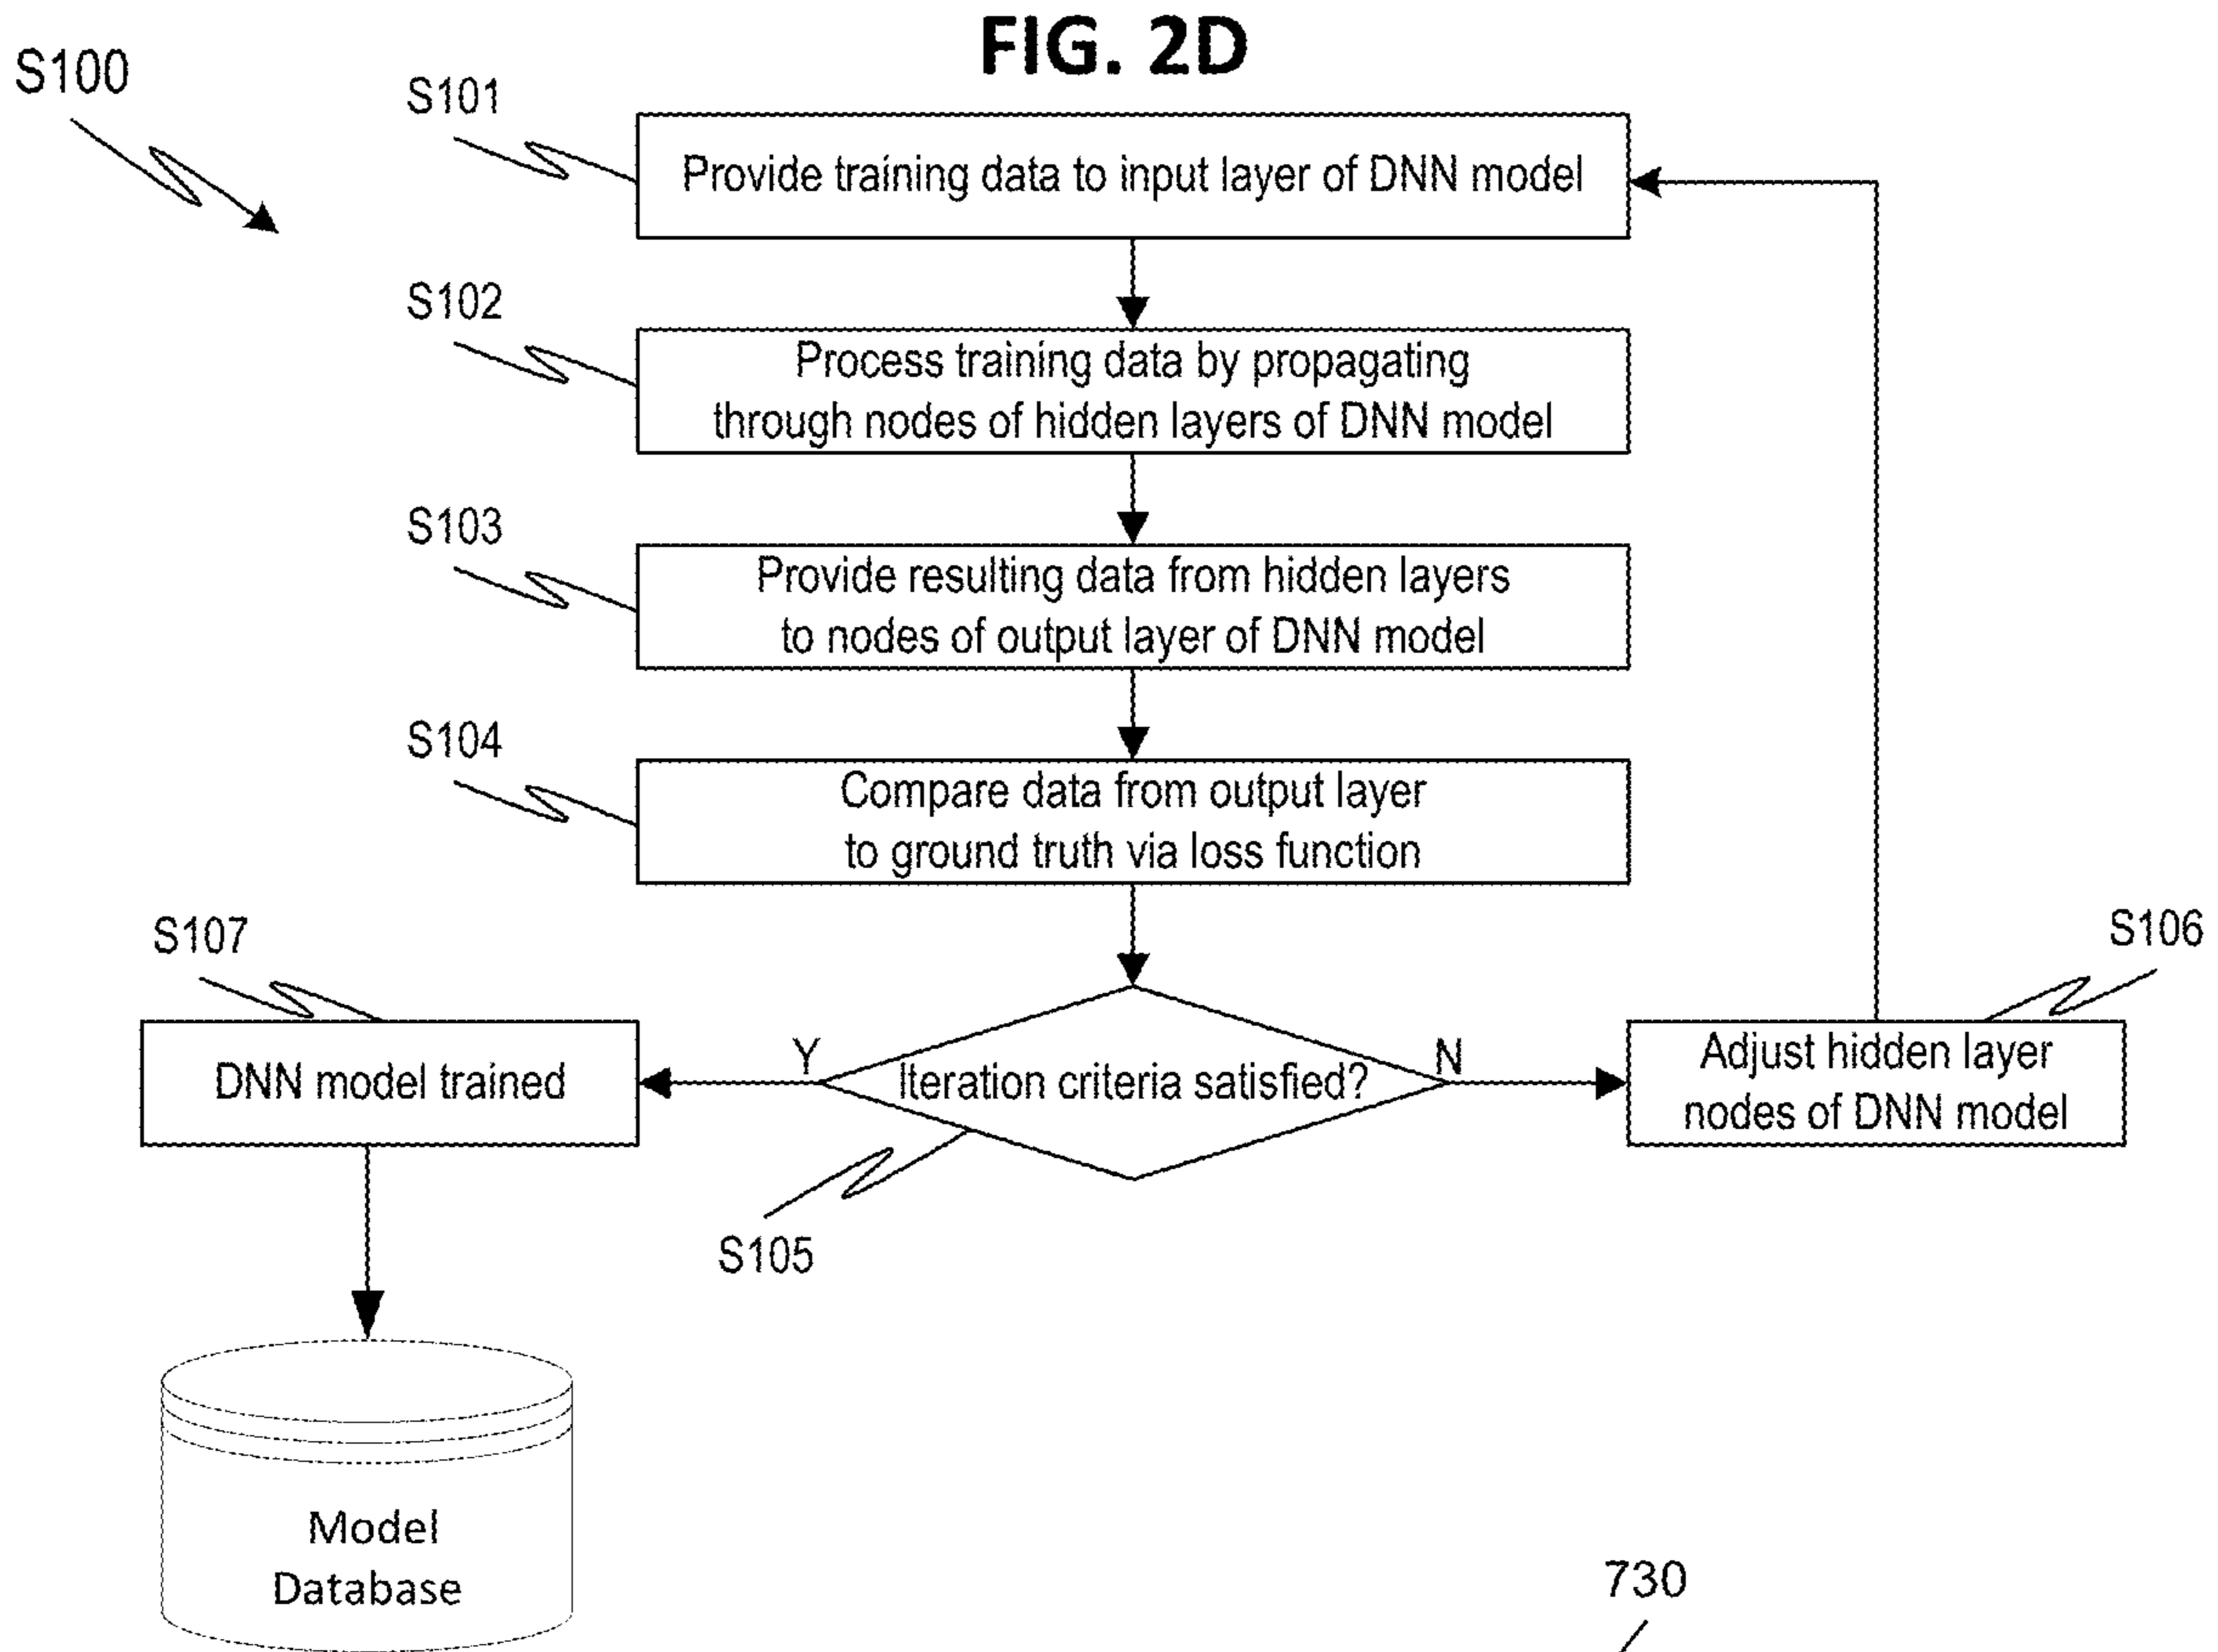 FIG. 2D
S100
S101
Provide training data to input layer of DNN model
S102
Process training data by propagating
through nodes of hidden layers of DNN model
S103
Provide resulting data from hidden layers
to nodes of output layer of DNN model
S104
Compare data from output layer
to ground truth via loss function
S107
DNN model trained
Y
Iteration criteria satisfied?
N
S106
Adjust hidden layer
nodes of DNN model
S105
Model
Database
730